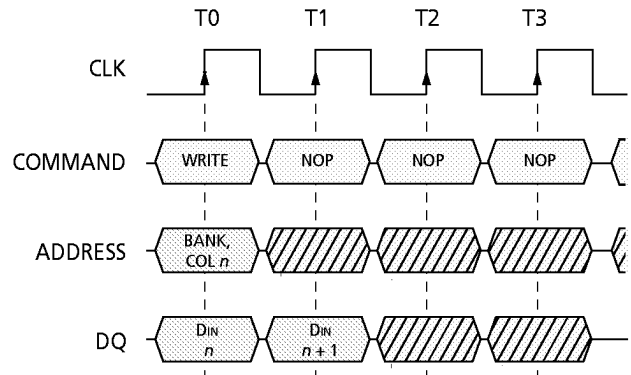 T0 T1 T2 T3
CLK
COMMAND WRITE NOP NOP NOP
ADDRESS BANK,
COL n
DQ DIN
n
DIN
n + 1